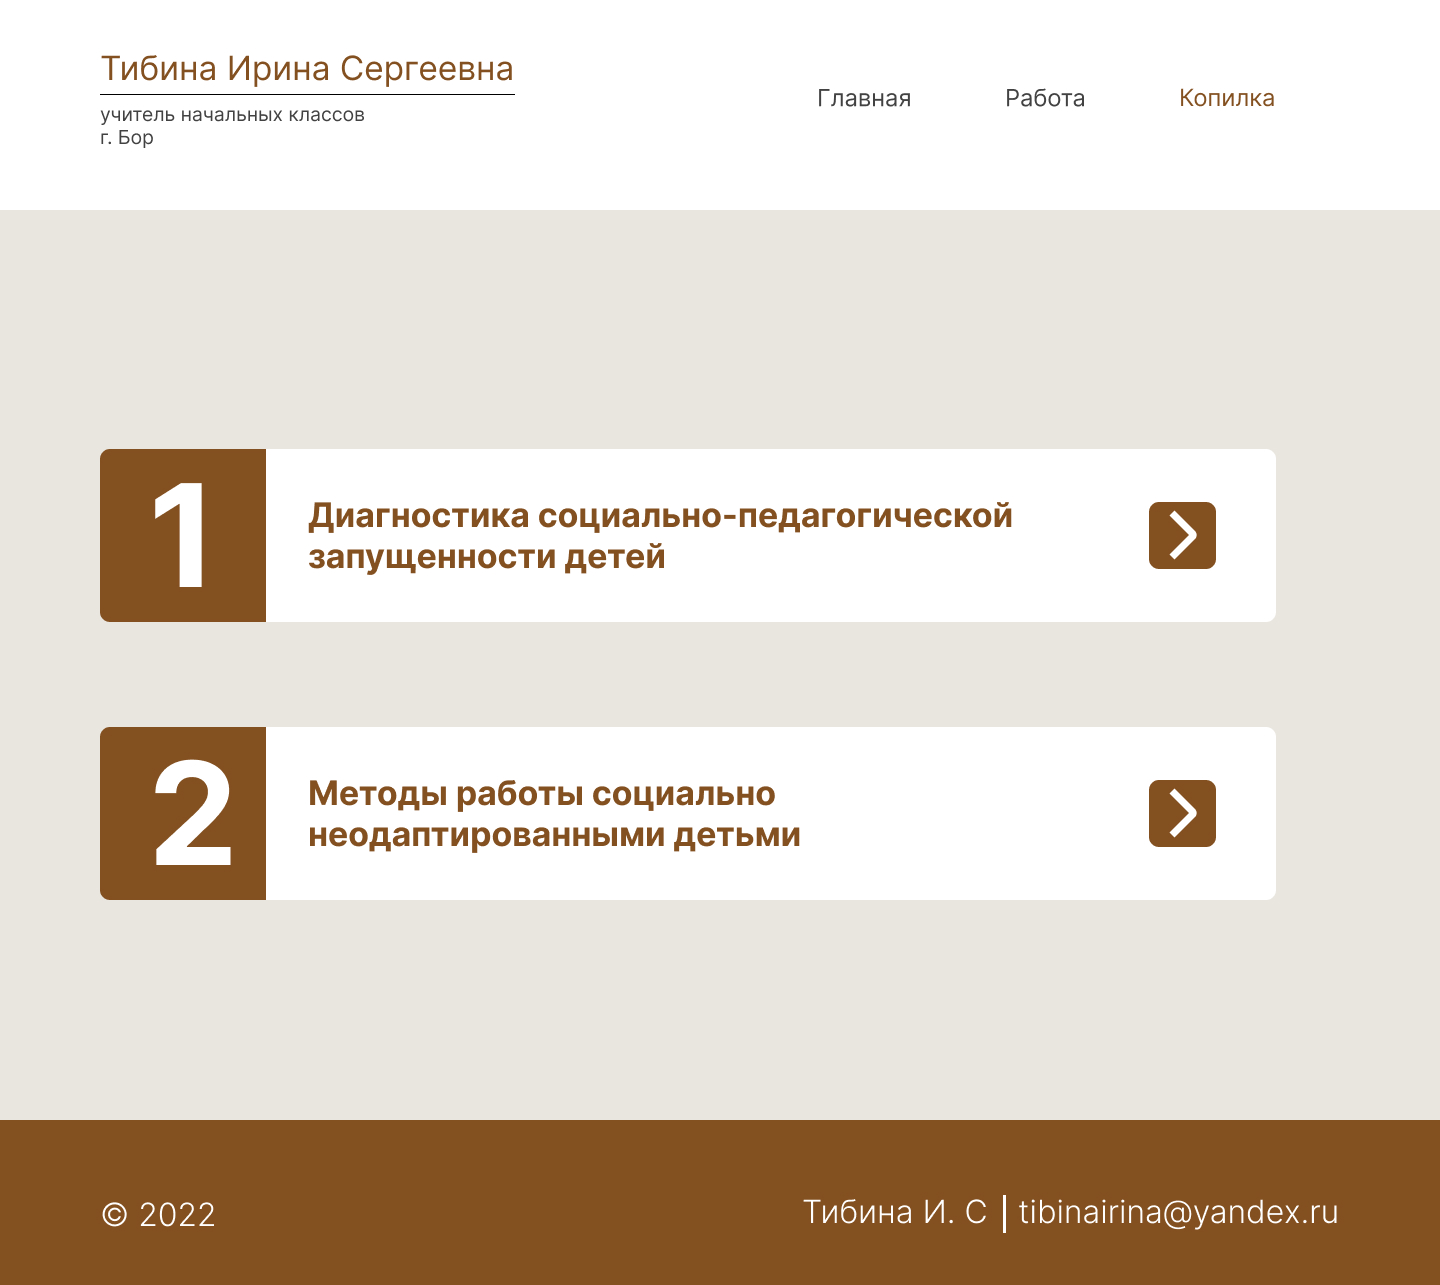 Тибина Ирина Сергеевна
учитель начальных классов
г. Бор
Главная
Работа
Копилка
1
Диагностика социально-педагогической
запущенности детей
2
Методы работы социально
неодаптированными детьми
© 2022
Тибина И. С | tibinairina@yandex.ru